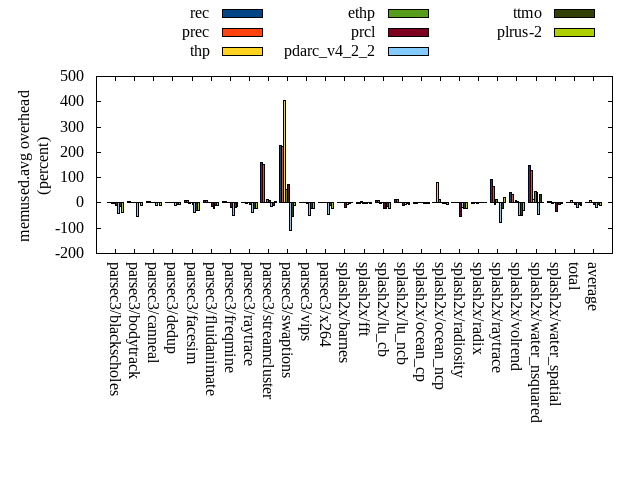 rec
prec
thp
ethp
prcl
pdarc_v4_2_2
ttmo
plrus-2
memused.avg overhead
(percent)
500
400
300
200
100
0
-100
-200
parsec3/blackscholes
parsec3/bodytrack
parsec3/canneal
parsec3/dedup
parsec3/facesim
parsec3/fluidanimate
parsec3/freqmine
parsec3/raytrace
parsec3/streamcluster
parsec3/swaptions
parsec3/vips
parsec3/x264
splash2x/barnes
splash2x/fft
splash2x/lu_cb
splash2x/lu_ncb
splash2x/ocean_cp
splash2x/ocean_ncp
splash2x/radiosity
splash2x/radix
splash2x/raytrace
splash2x/volrend
splash2x/water_nsquared
splash2x/water_spatial
total
average